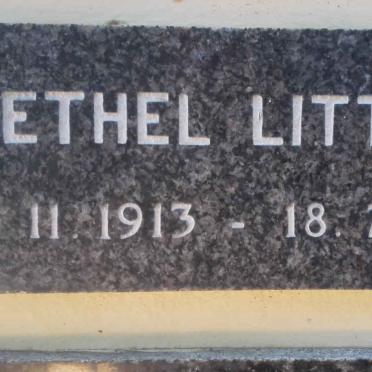 ETHEL LITT
11. 1913 - 18.